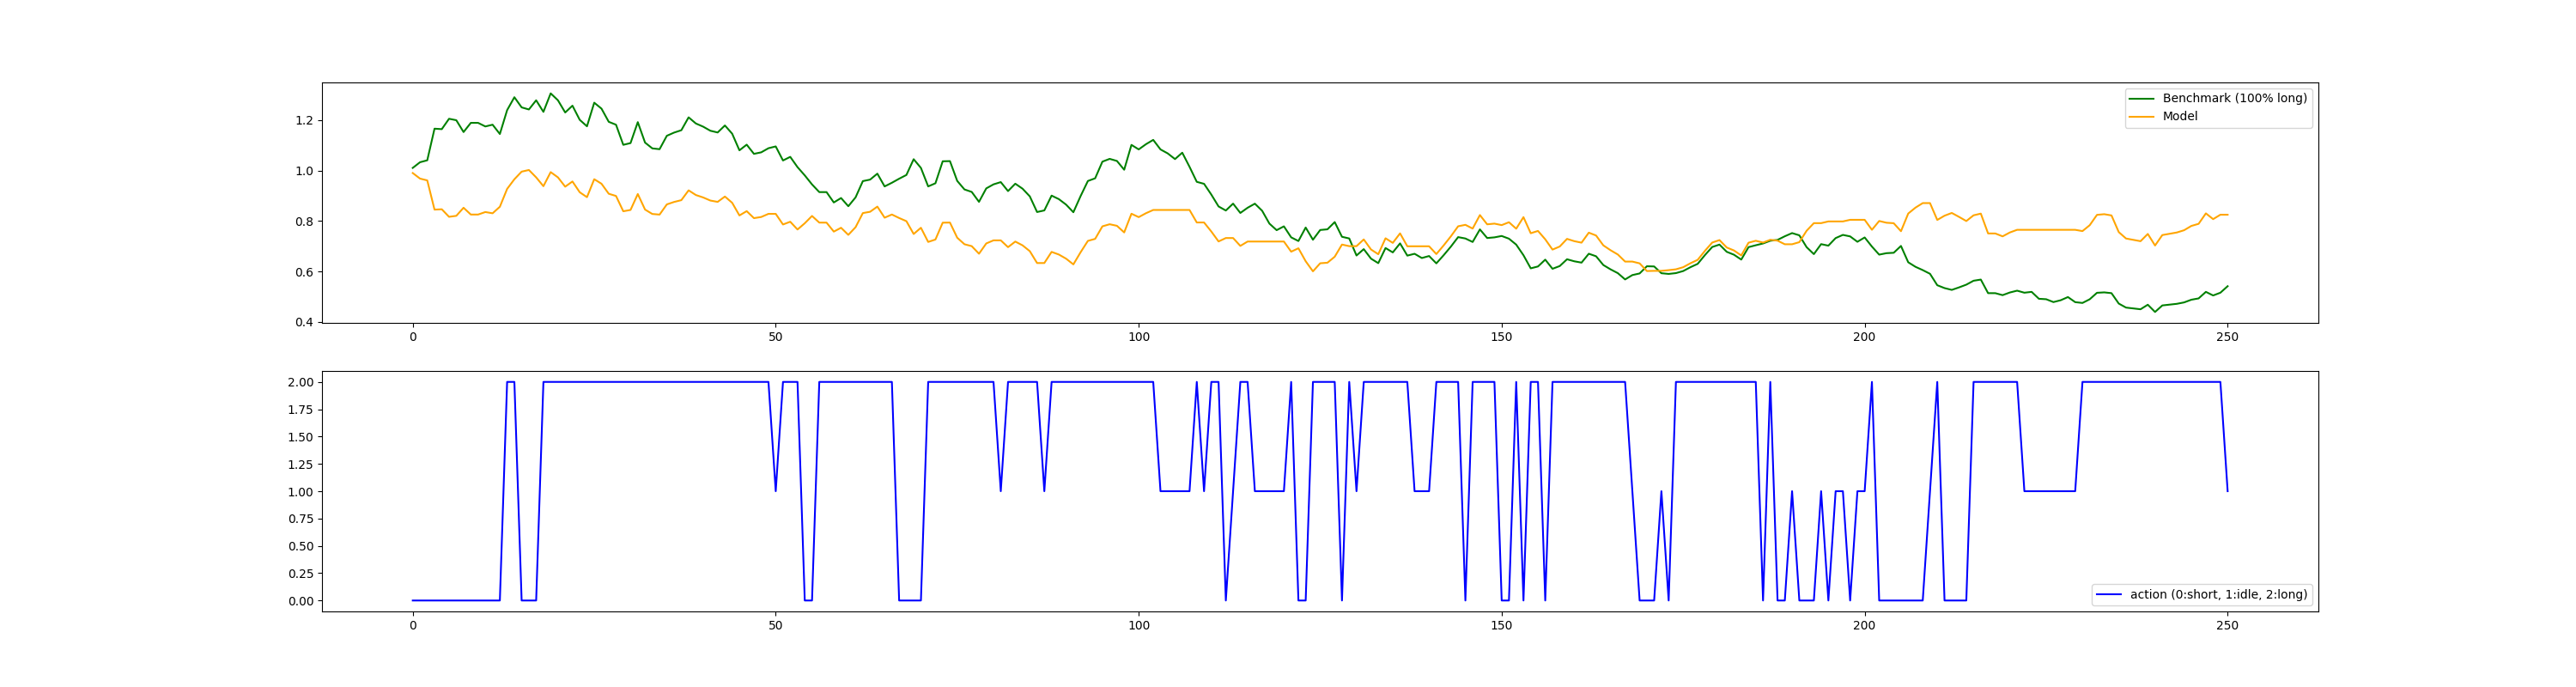 Benchmark (100% long)
Model
1.2
1.0
0.8
0.6
0.4
0 50 100 150 200 250
2.00
1.75
1.50
1.25
1.00
0.75
0.50
0.25
0.00
action (0:short, 1:idle, 2:long)
0 50 100 150 200 250